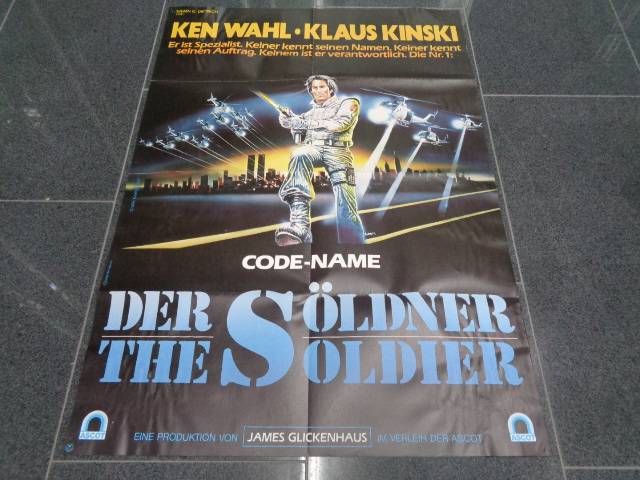 KEN WAHL · KLAUS KINSKI
Er ist Spezialist. Keiner kennt seinen Namen. Keiner kennt
seinen Auftrag. Keinem ist er verantwortlich. Die Nr. 1:
CODE-NAME
DER SÖLDNER
THE SOLDIER
EINE PRODUKTION VON JAMES GLICKENHAUS IM VERLEIH DER ASCOT
ASCOT
ASCOT